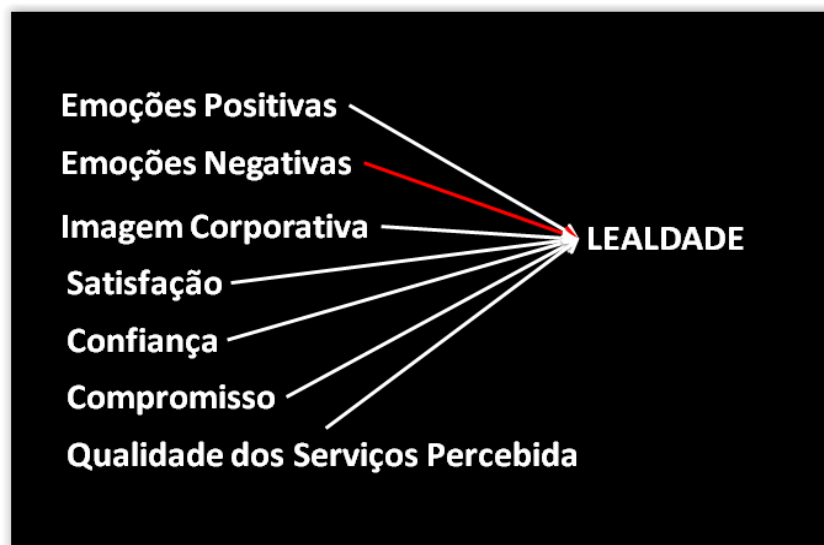 Emoções Positivas
Emoções Negativas
Imagem Corporativa
LEALDADE
Satisfação
Confiança
Compromisso
Qualidade dos Serviços Percebida